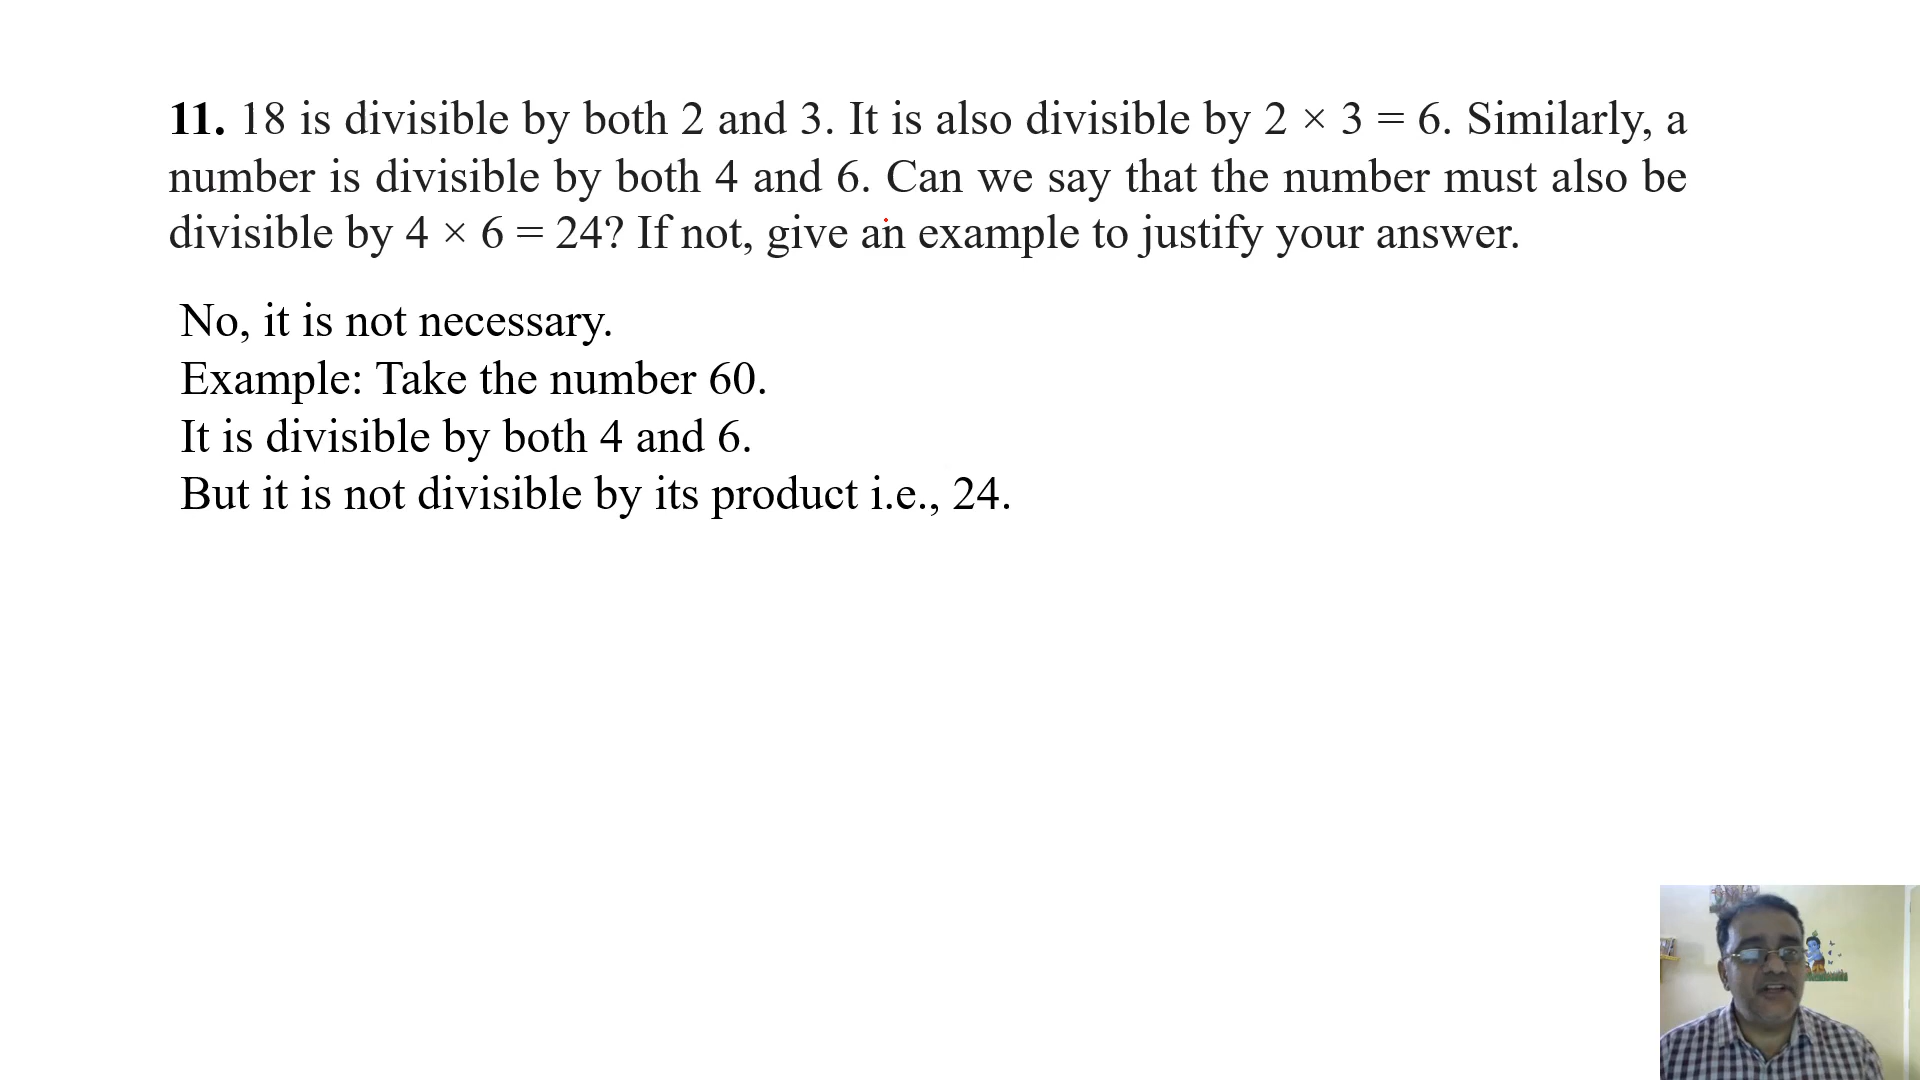 11. 18 is divisible by both 2 and 3. It is also divisible by 2 × 3 = 6. Similarly, a
number is divisible by both 4 and 6. Can we say that the number must also be
divisible by 4 × 6 = 24? If not, give an example to justify your answer.
No, it is not necessary.
Example: Take the number 60.
It is divisible by both 4 and 6.
But it is not divisible by its product i.e., 24.